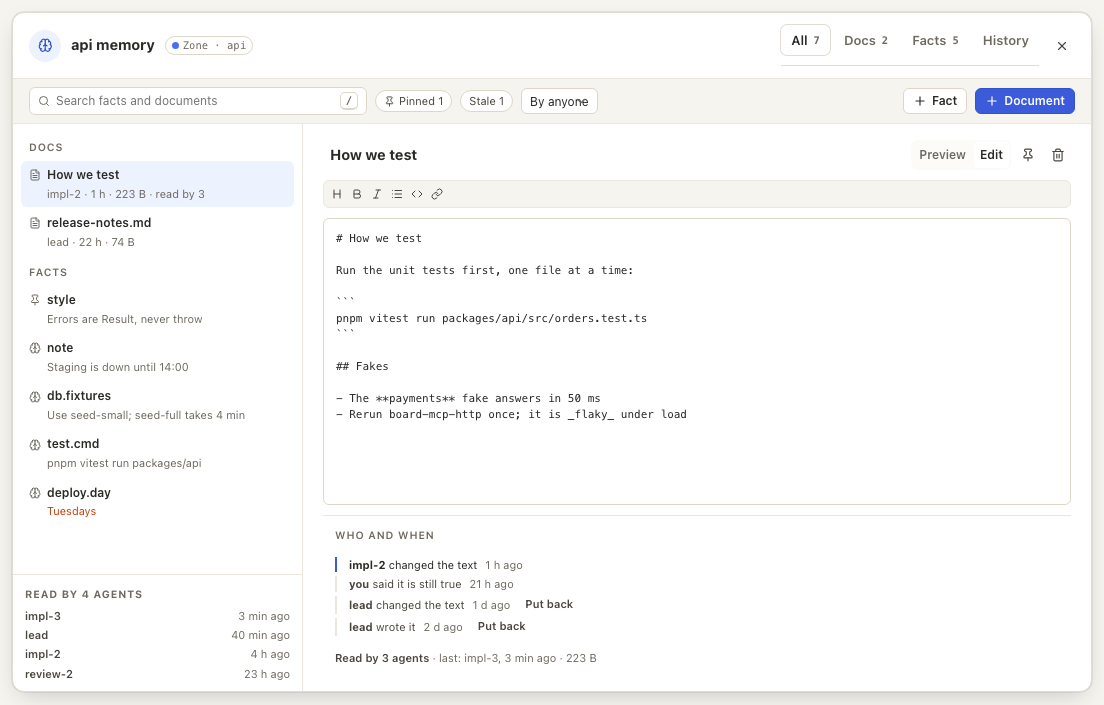 api memory
Zone · api
All 7
Docs 2
Facts 5
History
Search facts and documents
/
Pinned 1
Stale 1
By anyone
+ Fact
+ Document
DOCS
How we test
impl-2 · 1 h · 223 B · read by 3
release-notes.md
lead · 22 h · 74 B
FACTS
style
Errors are Result, never throw
note
Staging is down until 14:00
db.fixtures
Use seed-small; seed-full takes 4 min
test.cmd
pnpm vitest run packages/api
deploy.day
Tuesdays
READ BY 4 AGENTS
impl-3 3 min ago
lead 40 min ago
impl-2 4 h ago
review-2 23 h ago
How we test
Preview
Edit
H B I
# How we test
Run the unit tests first, one file at a time:
```
pnpm vitest run packages/api/src/orders.test.ts
```
## Fakes
- The **payments** fake answers in 50 ms
- Rerun board-mcp-http once; it is _flaky_ under load
WHO AND WHEN
impl-2 changed the text 1 h ago
you said it is still true 21 h ago
lead changed the text 1 d ago Put back
lead wrote it 2 d ago Put back
Read by 3 agents · last: impl-3, 3 min ago · 223 B